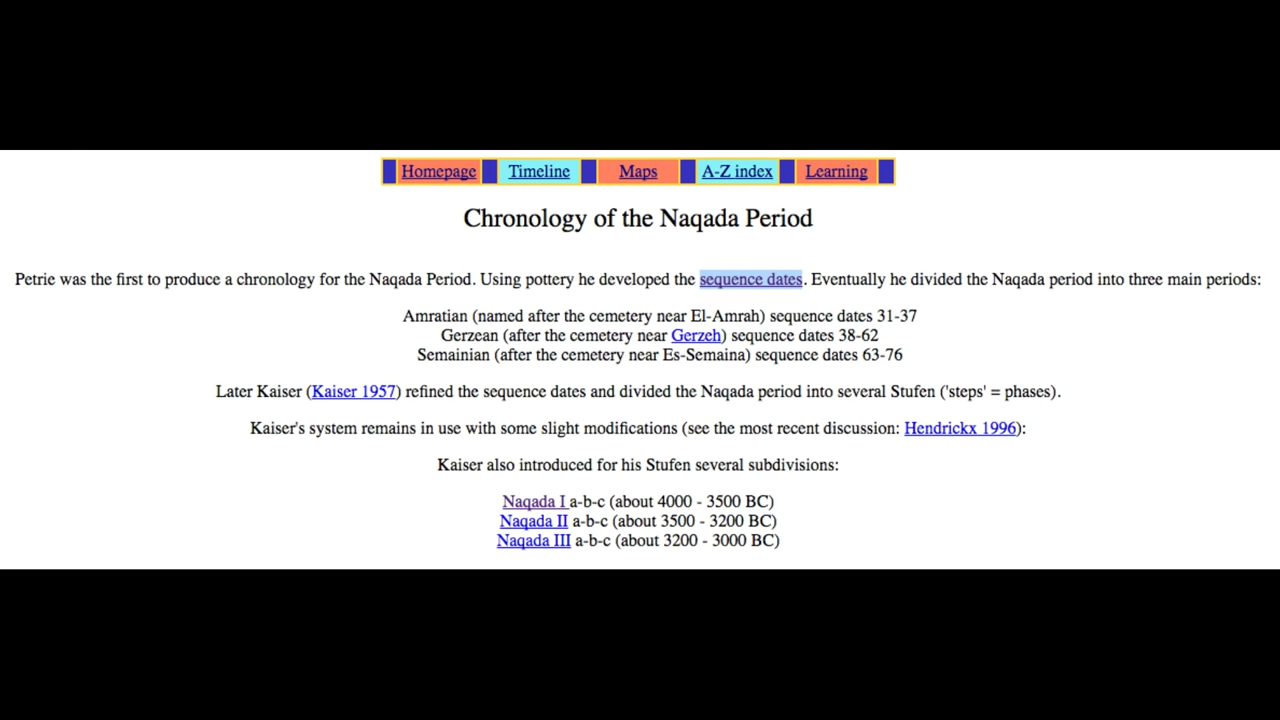 Homepage Timeline Maps A-Z index Learning
Chronology of the Naqada Period
Petrie was the first to produce a chronology for the Naqada Period. Using pottery he developed the sequence dates. Eventually he divided the Naqada period into three main periods:
Amratian (named after the cemetery near El-Amrah) sequence dates 31-37
Gerzean (after the cemetery near Gerzeh) sequence dates 38-62
Semainian (after the cemetery near Es-Semaina) sequence dates 63-76
Later Kaiser (Kaiser 1957) refined the sequence dates and divided the Naqada period into several Stufen ('steps' = phases).
Kaiser's system remains in use with some slight modifications (see the most recent discussion: Hendrickx 1996):
Kaiser also introduced for his Stufen several subdivisions:
Naqada I a-b-c (about 4000 - 3500 BC)
Naqada II a-b-c (about 3500 - 3200 BC)
Naqada III a-b-c (about 3200 - 3000 BC)